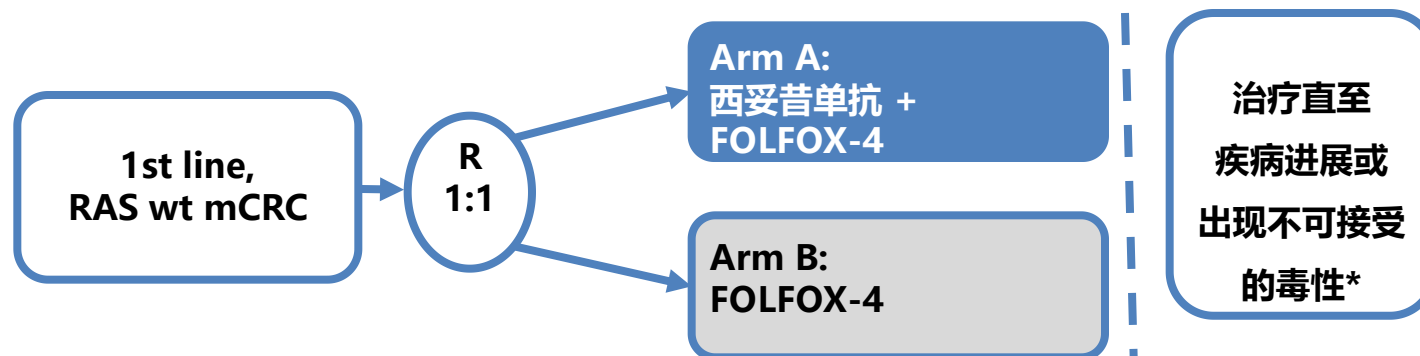 1st line,
RAS wt mCRC
R
1:1
Arm A:
西妥昔单抗 +
FOLFOX-4
Arm B:
FOLFOX-4
治疗直至
疾病进展或
出现不可接受
的毒性*